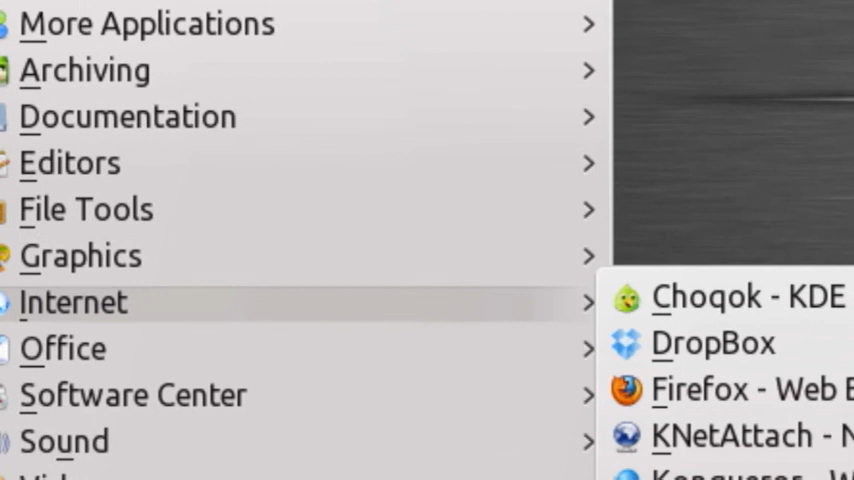 More Applications
Archiving
Documentation
Editors
File Tools
Graphics
Internet
Office
Software Center
Sound
Choqok - KDE
DropBox
Firefox - Web
KNetAttach -
Konqueror -